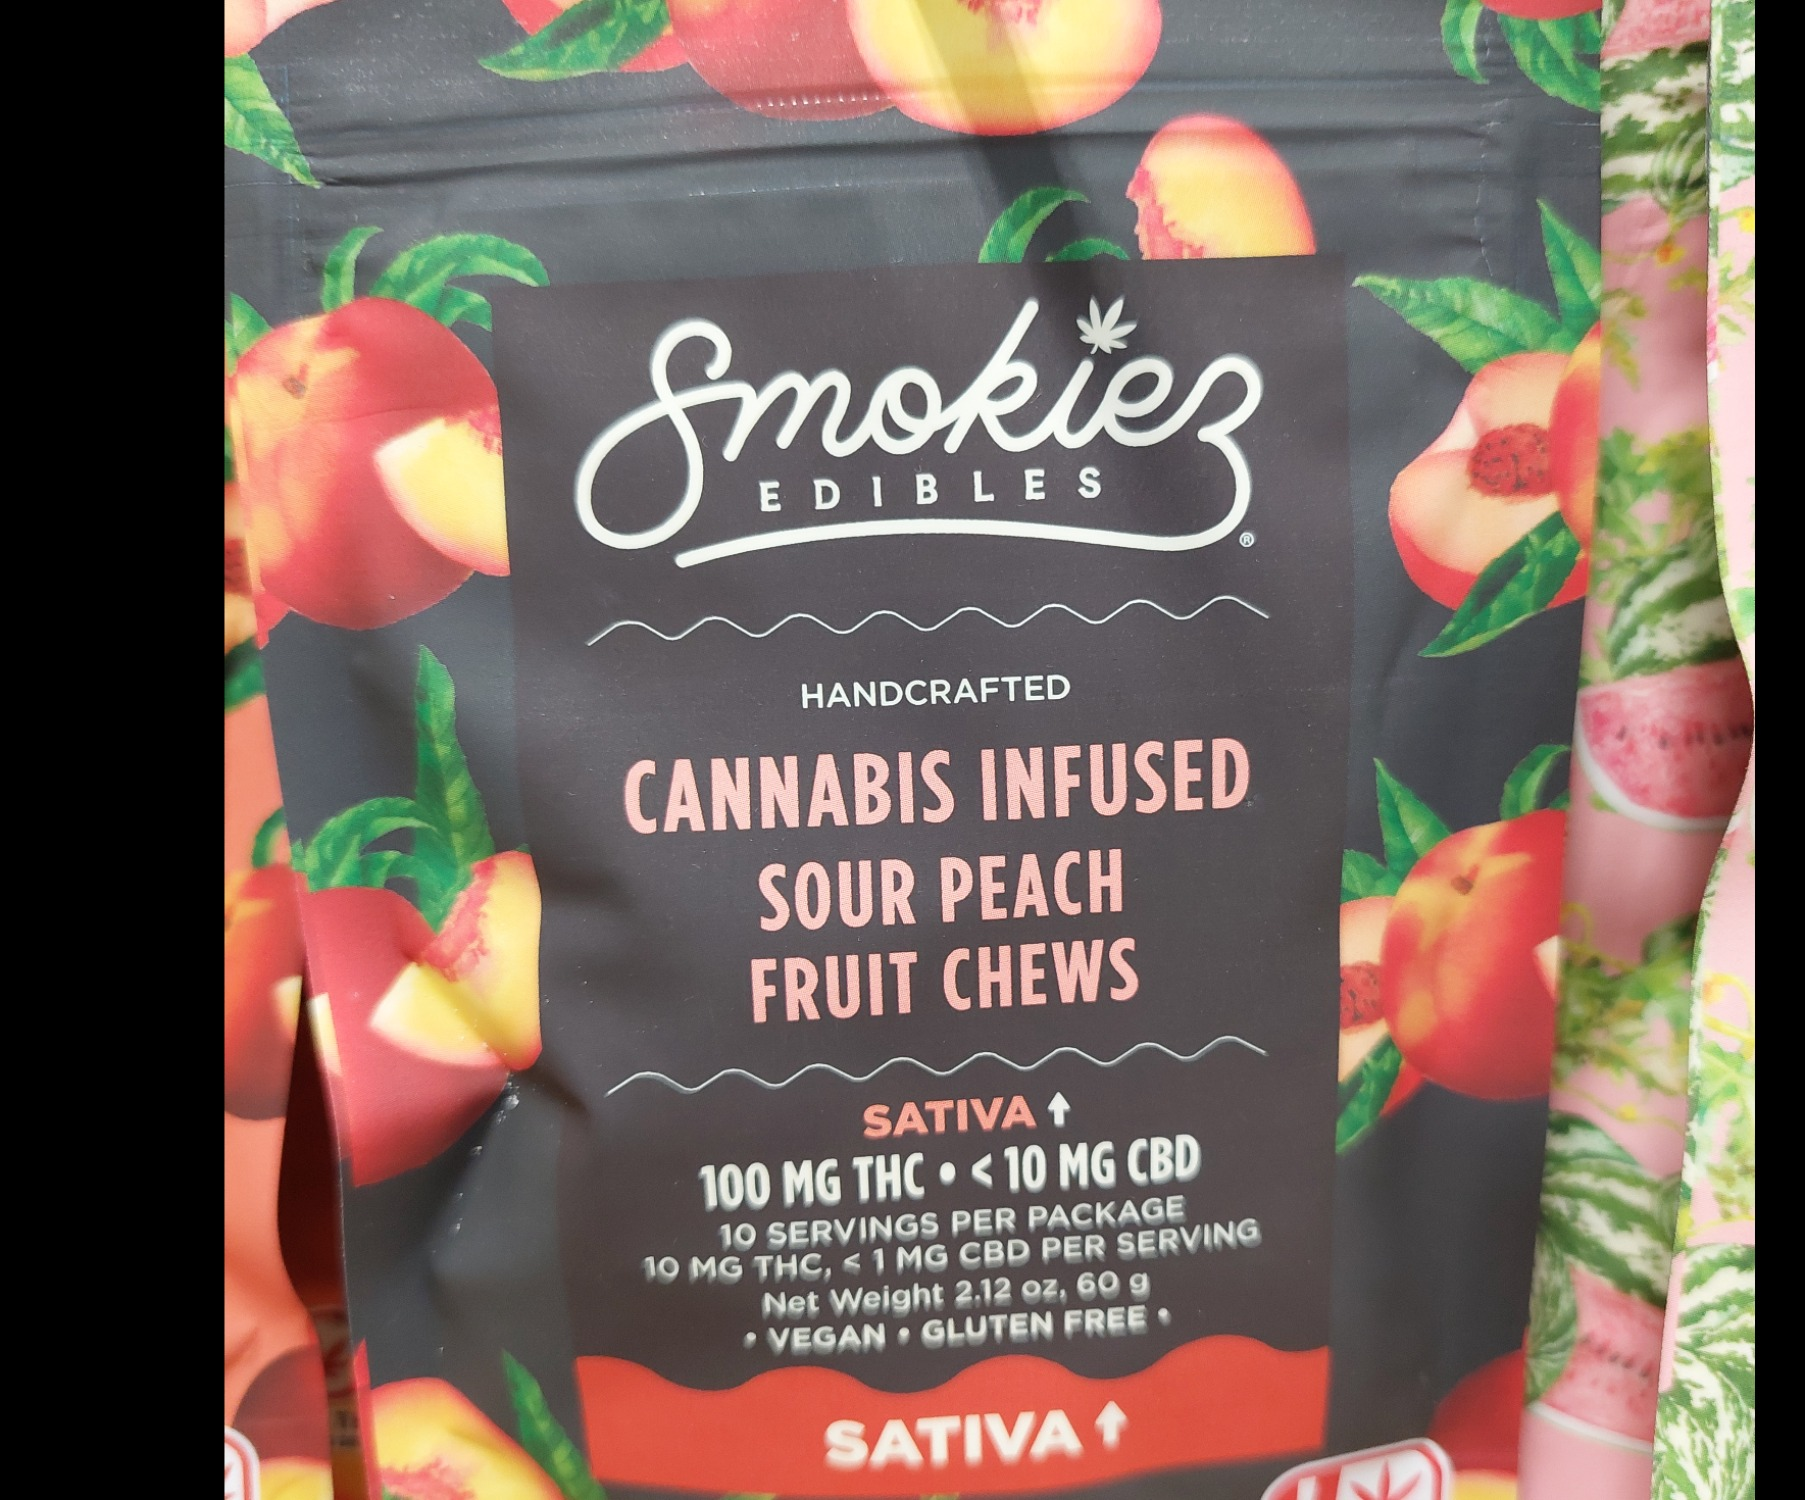 Smokiez
EDIBLES
®
HANDCRAFTED
CANNABIS INFUSED
SOUR PEACH
FRUIT CHEWS
SATIVA ↑
100 MG THC • < 10 MG CBD
10 SERVINGS PER PACKAGE
10 MG THC, < 1 MG CBD PER SERVING
Net Weight 2.12 oz, 60 g
• VEGAN • GLUTEN FREE •
SATIVA ↑